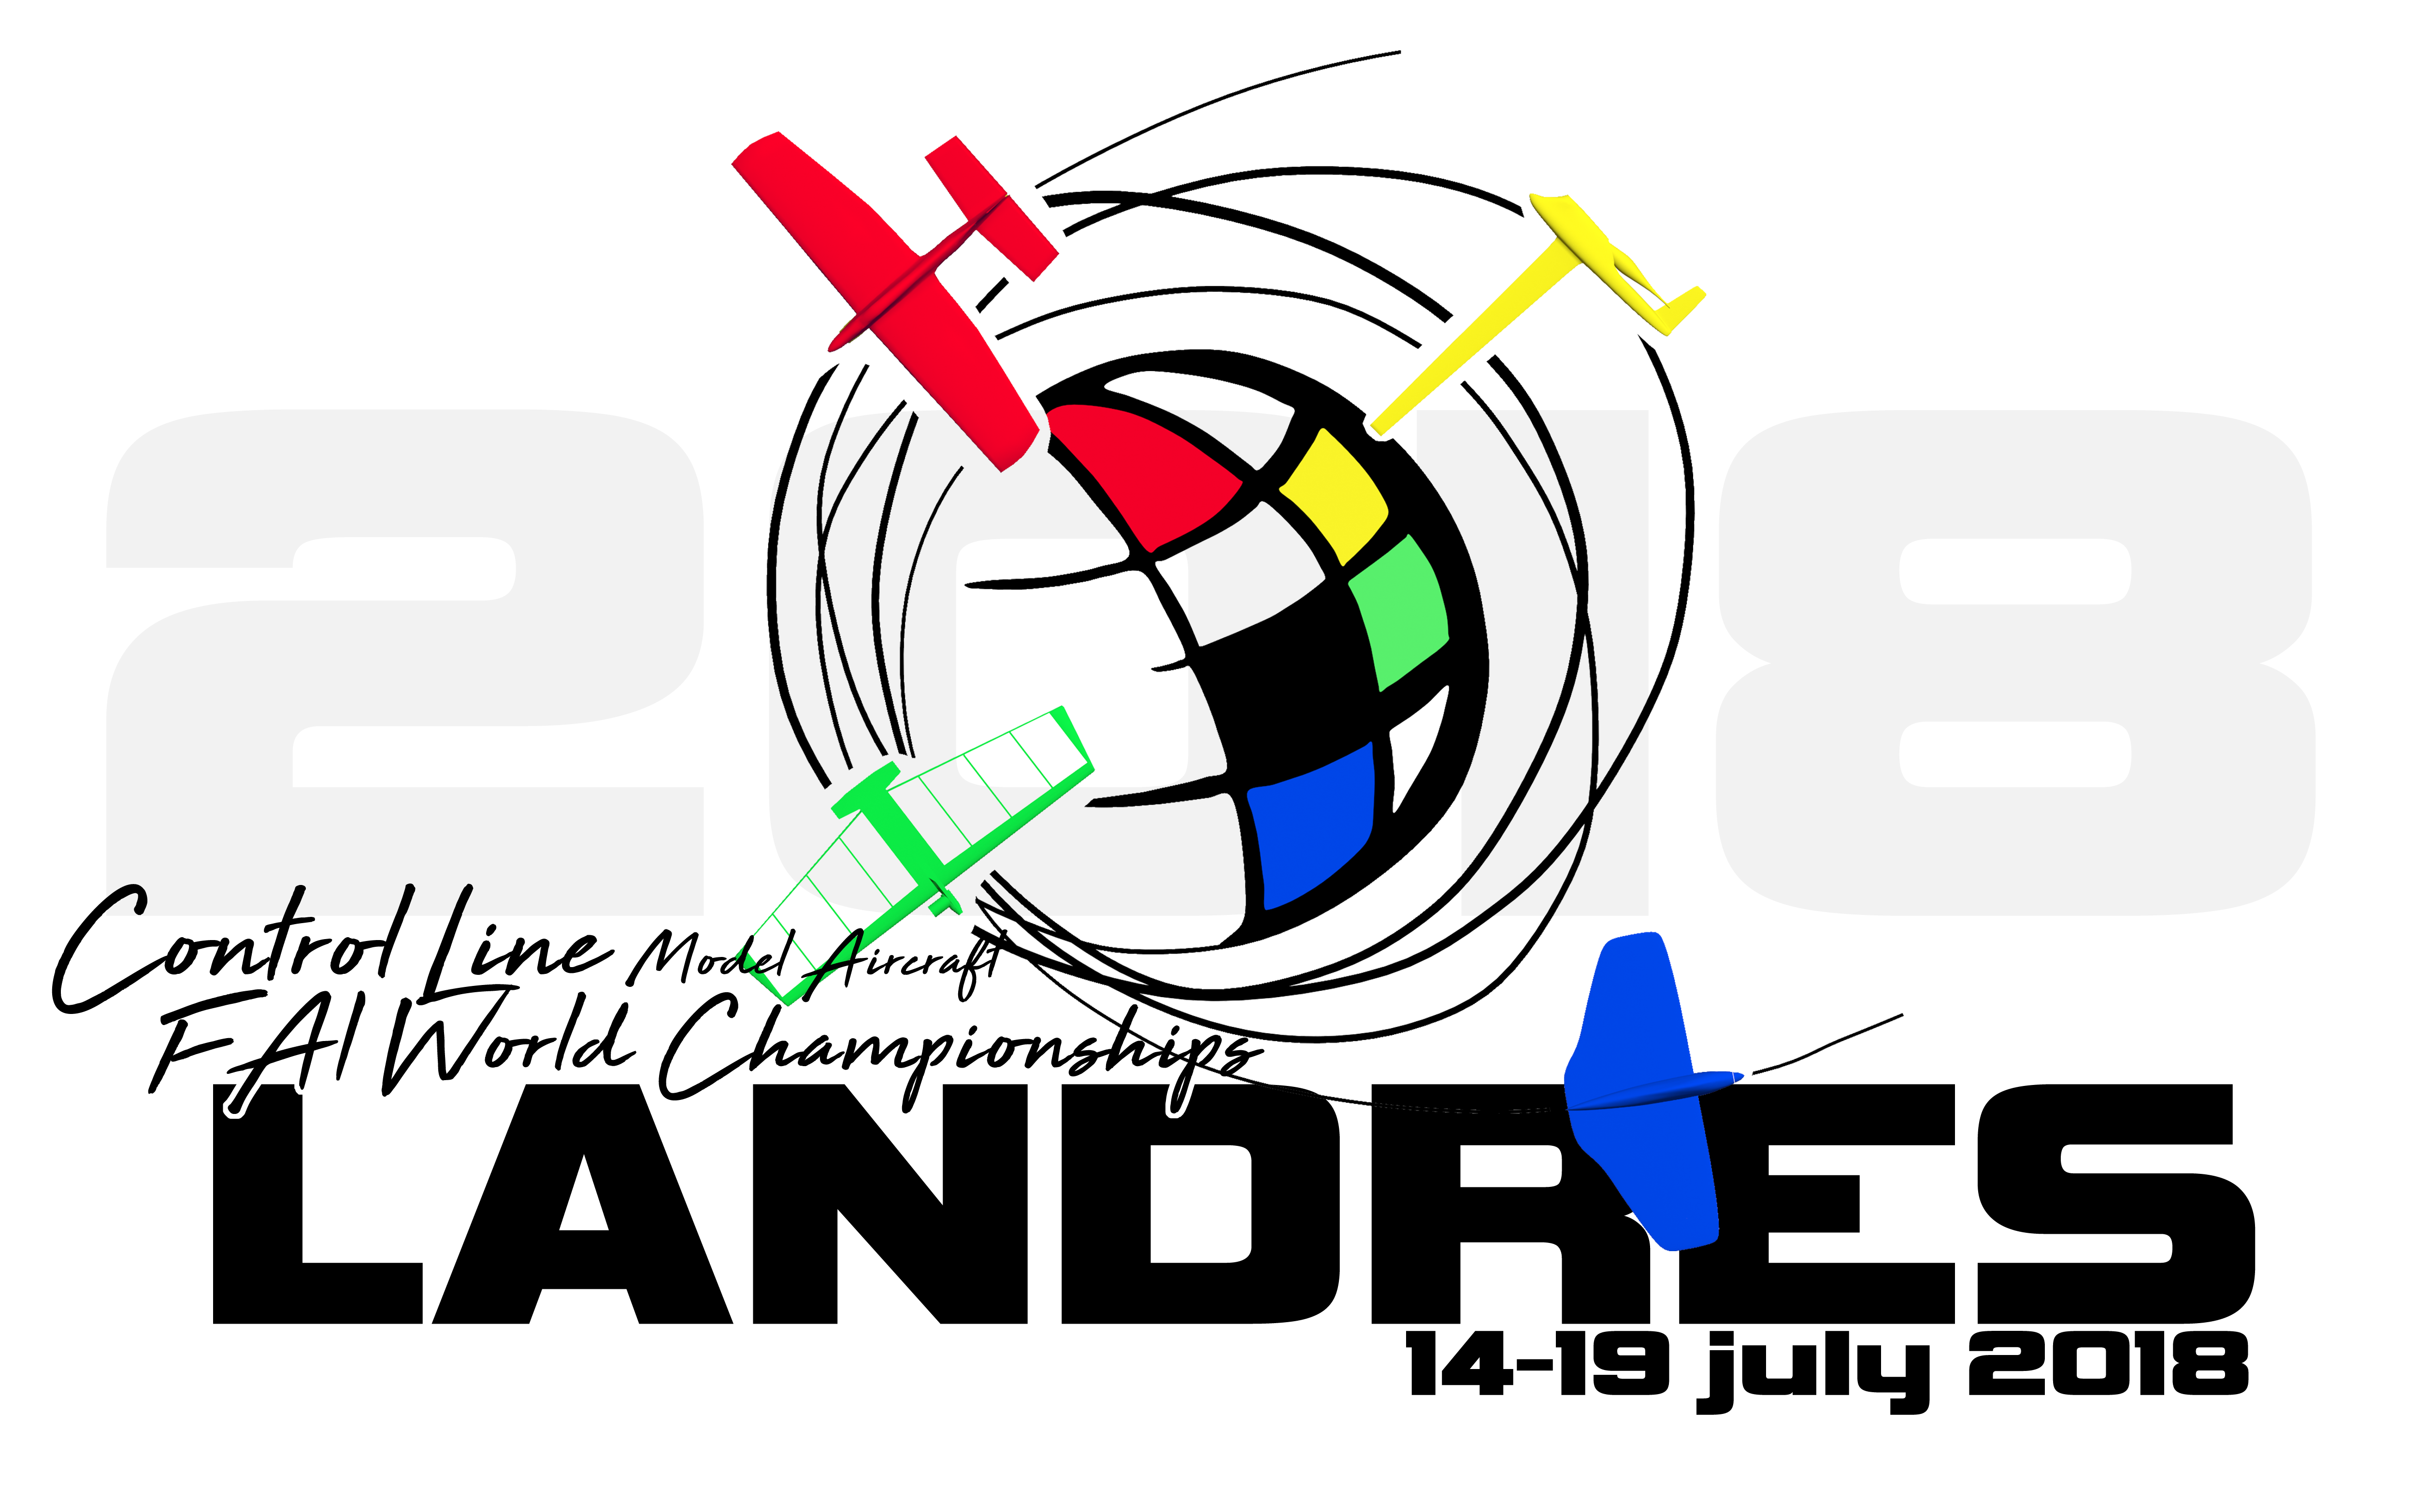 2018
Control line Model Aircraft
FAI World Championships
LANDRES
14-19 july 2018